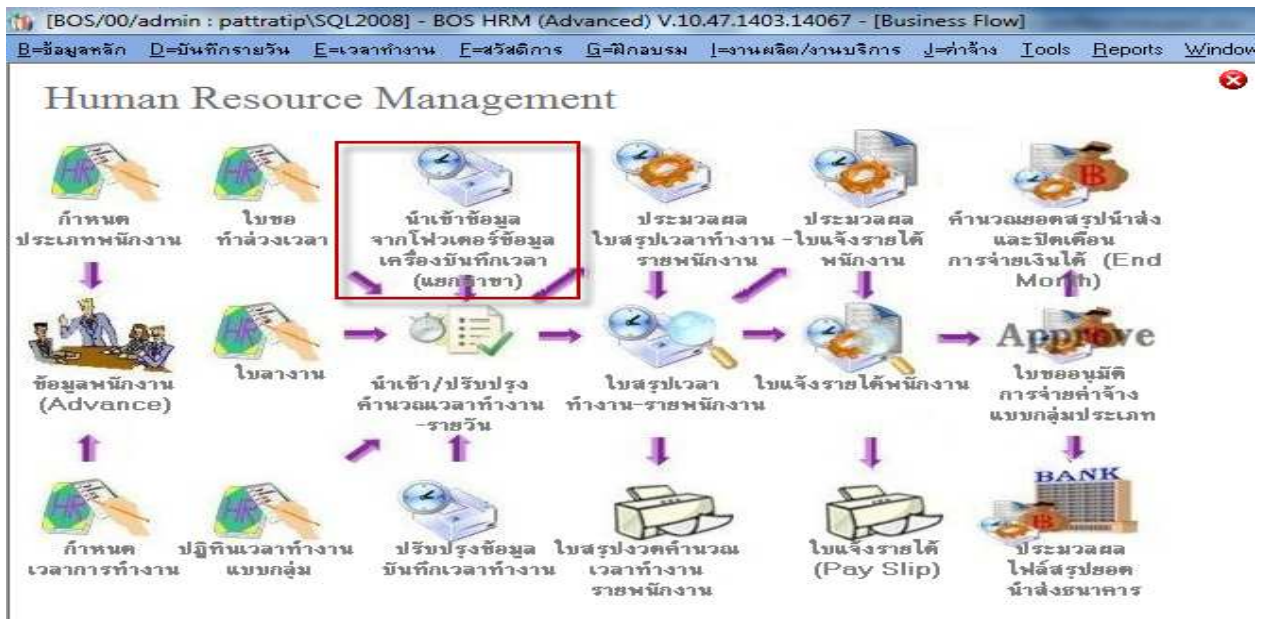 [BOS/00/admin : pattratip\SQL2008] - BOS HRM (Advanced) V.10.47.1403.14067 - [Business Flow]
B=ข้อมูลหลัก D=บันทึกรายวัน E=เวลาทำงาน F=สวัสดิการ G=ฝึกอบรม I=งานผลิต/งานบริการ J=ค่าจ้าง Tools Reports Window
Human Resource Management
กำหนด
ประเภทพนักงาน
ใบขอ
ทำล่วงเวลา
นำเข้าข้อมูล
จากโฟวเดอร์ข้อมูล
เครื่องบันทึกเวลา
(แยกสาขา)
ประมวลผล
ใบสรุปเวลาทำงาน
รายพนักงาน
ประมวลผล
-ใบแจ้งรายได้
พนักงาน
คำนวณยอดสรุปนำส่ง
และปิดเดือน
การจ่ายเงินได้ (End
Month)
ข้อมูลพนักงาน
(Advance)
ใบลางาน
นำเข้า/ปรับปรุง
คำนวณเวลาทำงาน
-รายวัน
ใบสรุปเวลา
ทำงาน-รายพนักงาน
ใบแจ้งรายได้พนักงาน
Approve
ใบขออนุมัติ
การจ่ายค่าจ้าง
แบบกลุ่มประเภท
กำหนด
เวลาการทำงาน
ปฏิทินเวลาทำงาน
แบบกลุ่ม
ปรับปรุงข้อมูล
บันทึกเวลาทำงาน
ใบสรุปงวดคำนวณ
เวลาทำงาน
รายพนักงาน
ใบแจ้งรายได้
(Pay Slip)
BANK
ประมวลผล
ไฟล์สรุปยอด
นำส่งธนาคาร